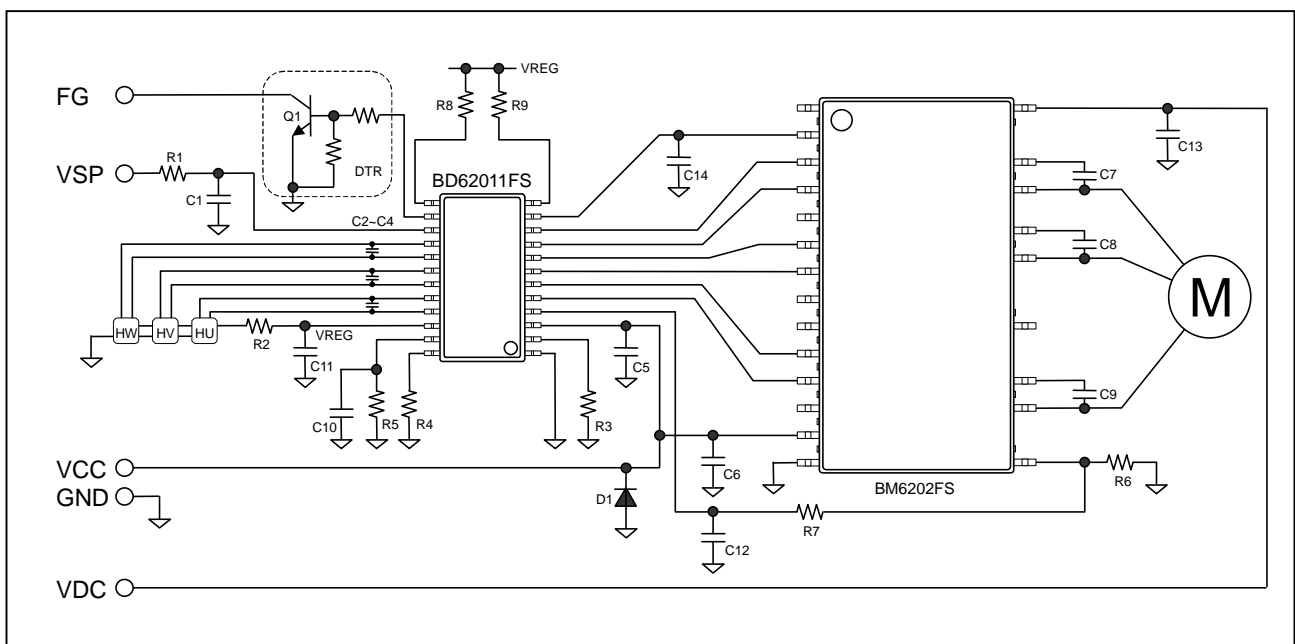 FG
VSP
VCC
GND
VDC
R1
C1
Q1
DTR
R8
R9
VREG
BD62011FS
C2~C4
HW
HV
HU
R2
VREG
C11
C10
R5
R4
R3
C5
C14
C6
D1
C12
R7
BM6202FS
C13
C7
C8
C9
R6
M